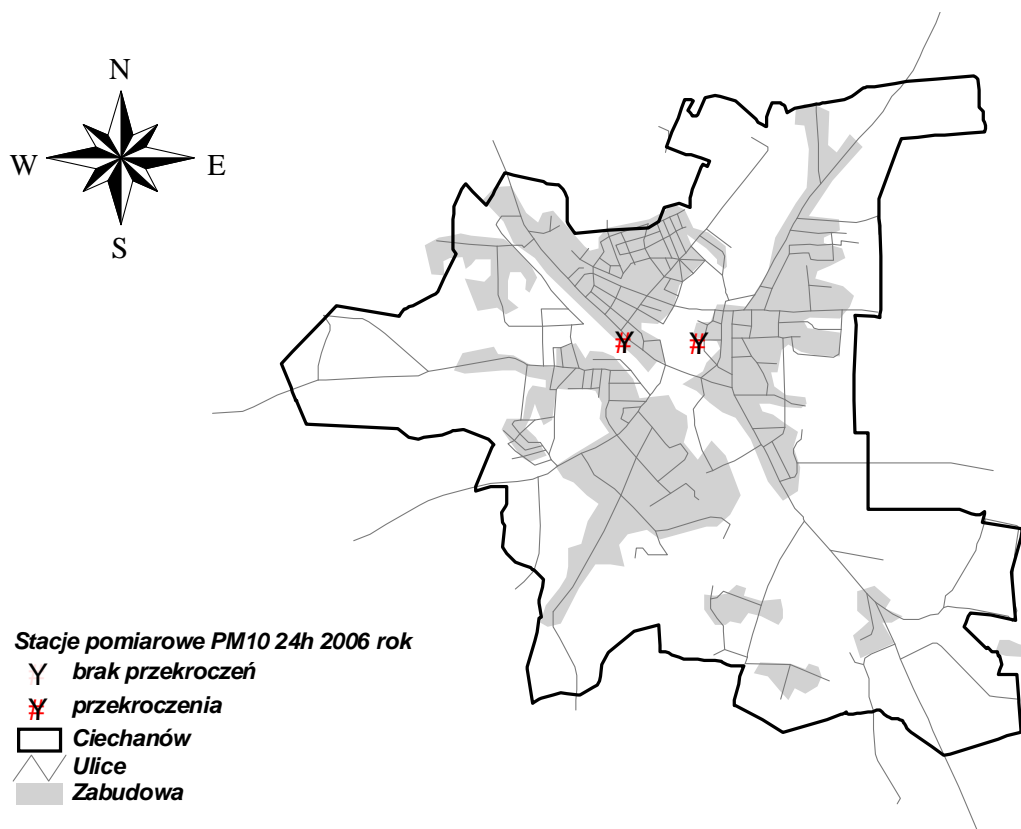 N
W E
S
Stacje pomiarowe PM10 24h 2006 rok
Y brak przekroczeń
# Y przekroczenia
Ciechanów
Ulice
Zabudowa